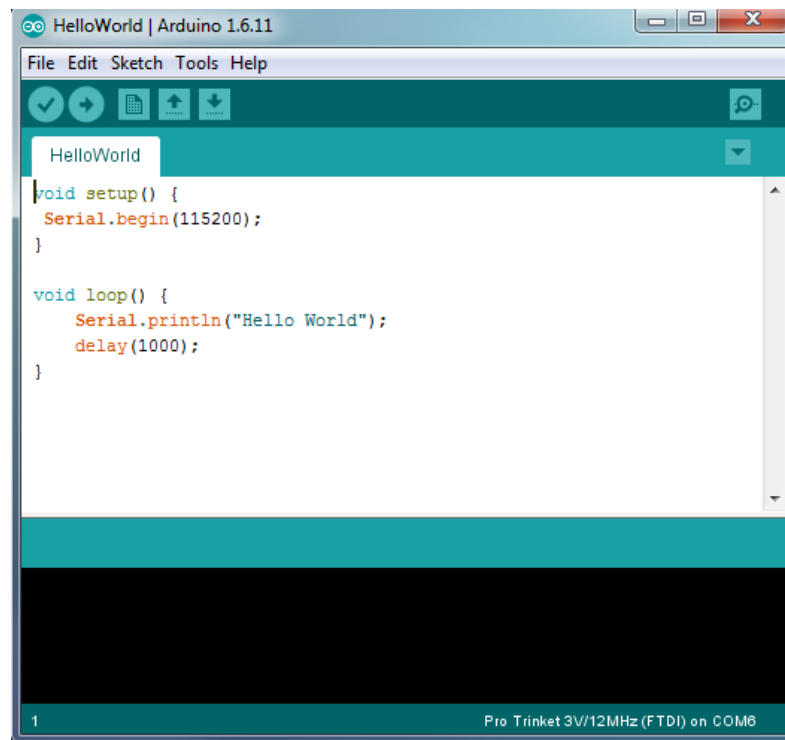 HelloWorld | Arduino 1.6.11
File Edit Sketch Tools Help
HelloWorld
void setup() {
 Serial.begin(115200);
}

void loop() {
    Serial.println("Hello World");
    delay(1000);
}
1 Pro Trinket 3V/12MHz (FTDI) on COM6